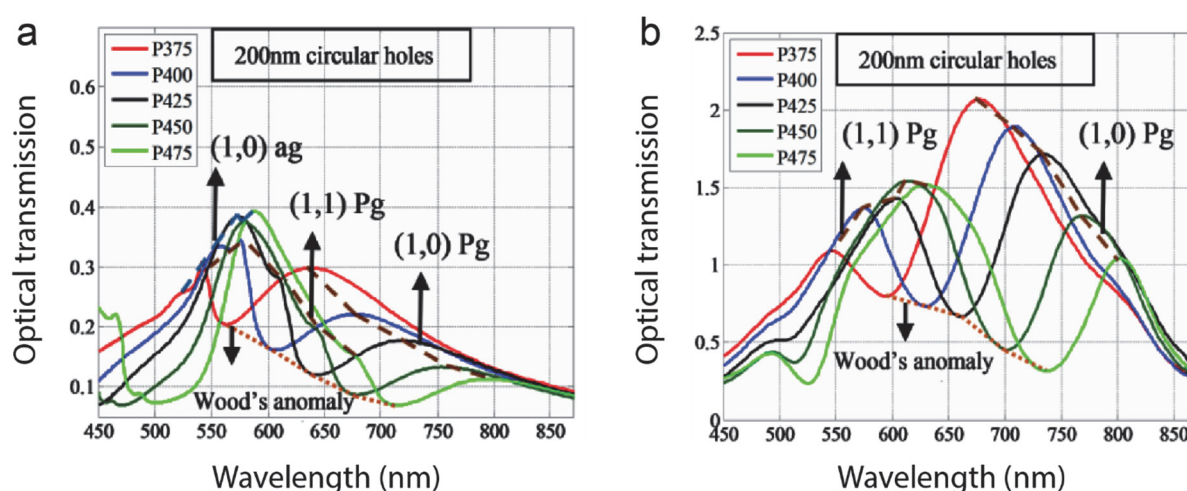 a
200nm circular holes
P375
P400
P425
P450
P475
(1,0) ag
(1,1) Pg
(1,0) Pg
Wood's anomaly
Optical transmission
0.6
0.5
0.4
0.3
0.2
0.1
450 500 550 600 650 700 750 800 850
Wavelength (nm)
b
200nm circular holes
P375
P400
P425
P450
P475
(1,1) Pg
(1,0) Pg
Wood's anomaly
Optical transmission
2.5
2
1.5
1
0.5
0
450 500 550 600 650 700 750 800 850
Wavelength (nm)